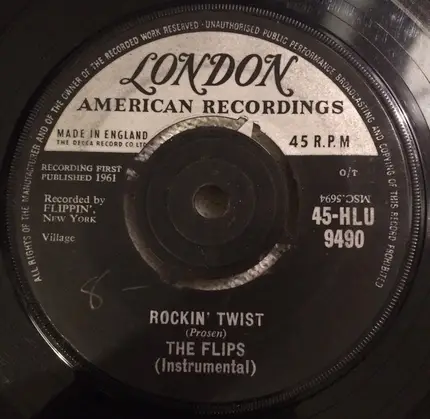 ALL RIGHTS OF THE MANUFACTURER AND OF THE OWNER OF THE RECORDED WORK RESERVED · UNAUTHORISED PUBLIC PERFORMANCE BROADCASTING AND COPYING OF THIS RECORD PROHIBITED
LONDON
AMERICAN RECORDINGS
MADE IN ENGLAND
THE DECCA RECORD CO. LTD
45 R.P.M
RECORDING FIRST
PUBLISHED 1961
O/T
Recorded by
FLIPPIN',
NEW YORK
MSC.5694
45-HLU
9490
Village
8 -
ROCKIN' TWIST
(Prosen)
THE FLIPS
(Instrumental)